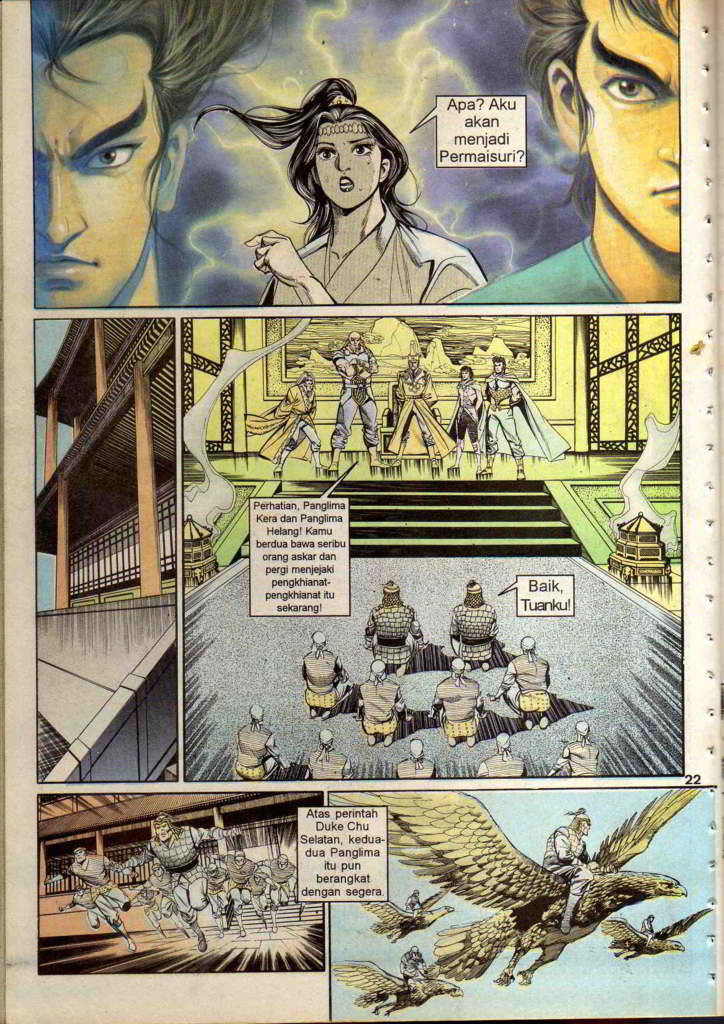 Apa? Aku
akan
menjadi
Permaisuri?
Perhatian, Panglima
Kera dan Panglima
Helang! Kamu
berdua bawa seribu
orang askar dan
pergi menjejaki
pengkhianat-
pengkhianat itu
sekarang!
Baik,
Tuanku!
22
Atas perintah
Duke Chu
Selatan, kedua-
dua Panglima
itu pun
berangkat
dengan segera.